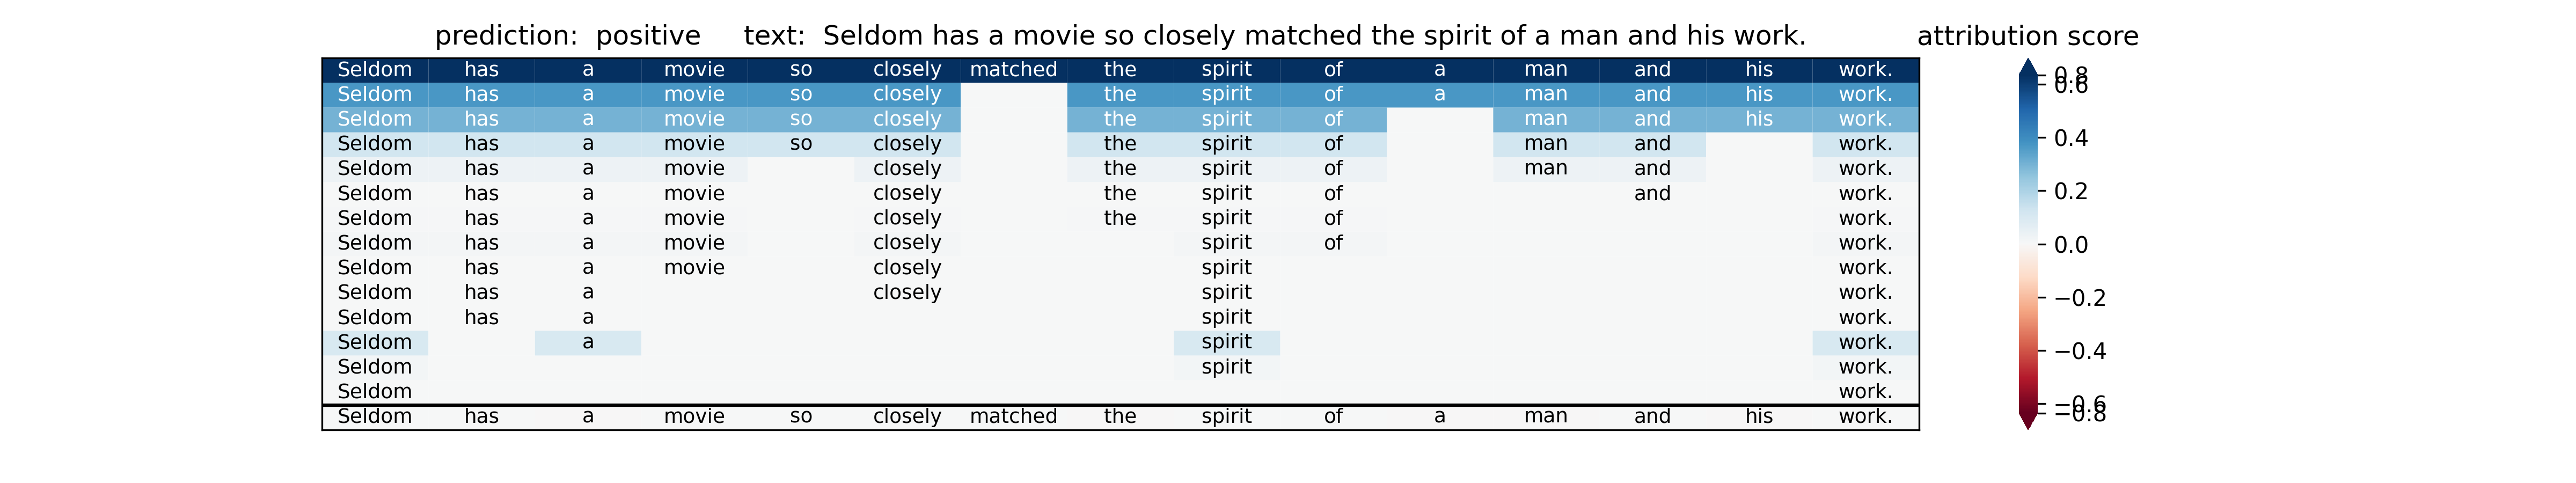 prediction: positive text: Seldom has a movie so closely matched the spirit of a man and his work. attribution score
Seldom has a movie so closely matched the spirit of a man and his work.
Seldom has a movie so closely the spirit of a man and his work.
Seldom has a movie so closely the spirit of man and his work.
Seldom has a movie so closely the spirit of man and work.
Seldom has a movie closely the spirit of man and work.
Seldom has a movie closely the spirit of and work.
Seldom has a movie closely the spirit of work.
Seldom has a movie closely spirit of work.
Seldom has a movie closely spirit work.
Seldom has a closely spirit work.
Seldom has a spirit work.
Seldom a spirit work.
Seldom spirit work.
Seldom work.
Seldom has a movie so closely matched the spirit of a man and his work.
0.8
0.6
0.4
0.2
0.0
−0.2
−0.4
−0.6
−0.8